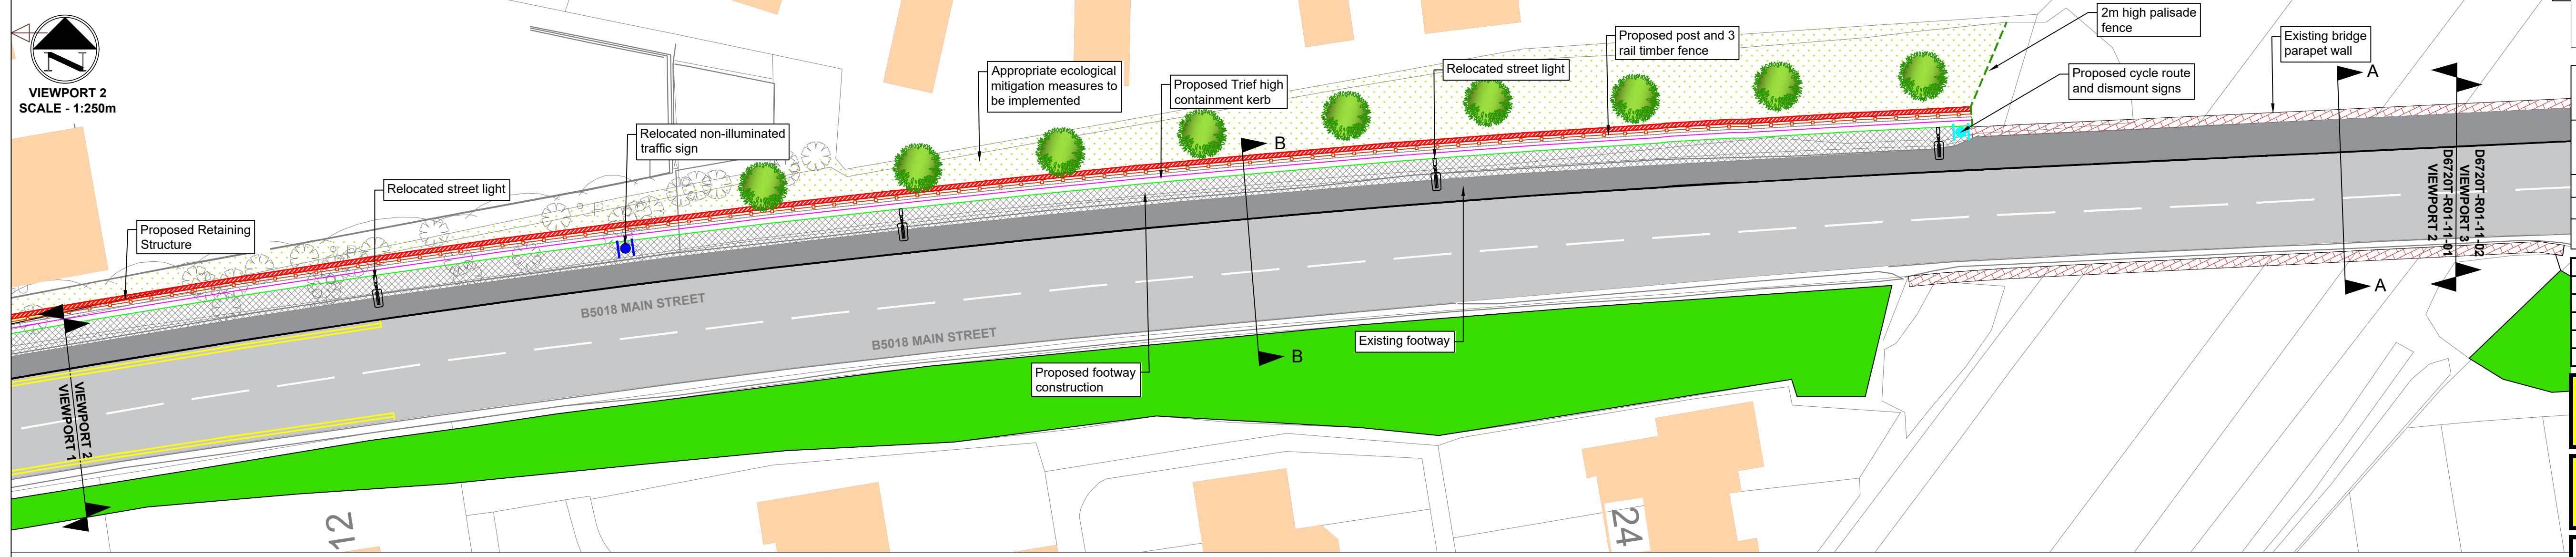 N
VIEWPORT 2
SCALE - 1:250m
Proposed Retaining
Structure
Relocated street light
Relocated non-illuminated
traffic sign
Appropriate ecological
mitigation measures to
be implemented
Proposed Trief high
containment kerb
Relocated street light
Proposed post and 3
rail timber fence
2m high palisade
fence
Proposed cycle route
and dismount signs
Existing bridge
parapet wall
A
A
B
B
B5018 MAIN STREET
B5018 MAIN STREET
Proposed footway
construction
Existing footway
VIEWPORT 2
VIEWPORT 1
D6720T-R01-11-02
VIEWPORT 3
D6720T-R01-11-01
VIEWPORT 2
12
24